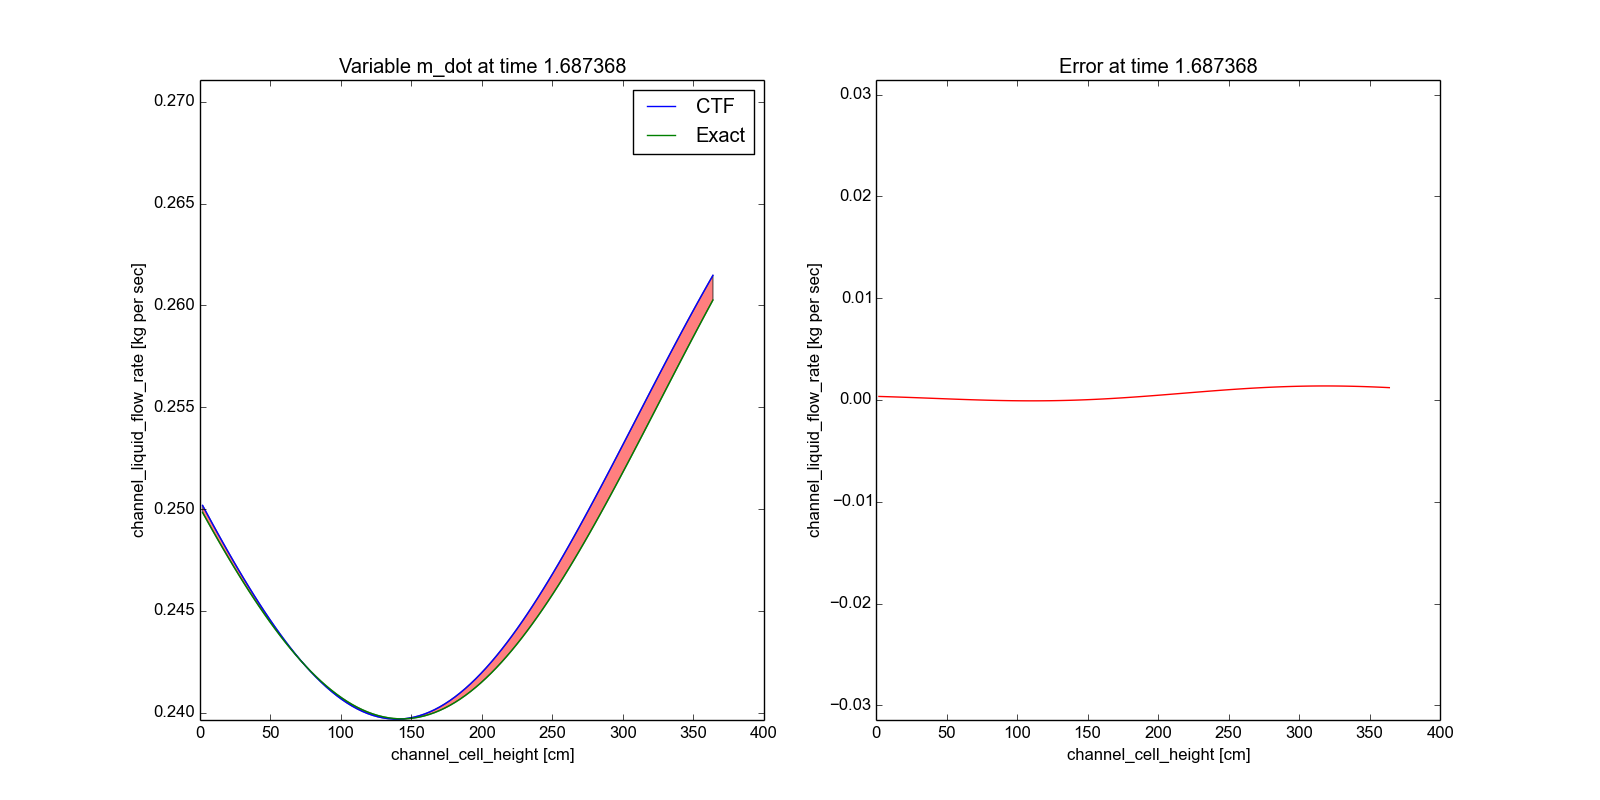 Variable m_dot at time 1.687368
CTF
Exact
0.270
0.265
0.260
0.255
0.250
0.245
0.240
channel_liquid_flow_rate [kg per sec]
0 50 100 150 200 250 300 350 400
channel_cell_height [cm]
Error at time 1.687368
0.03
0.02
0.01
0.00
−0.01
−0.02
−0.03
channel_liquid_flow_rate [kg per sec]
0 50 100 150 200 250 300 350 400
channel_cell_height [cm]